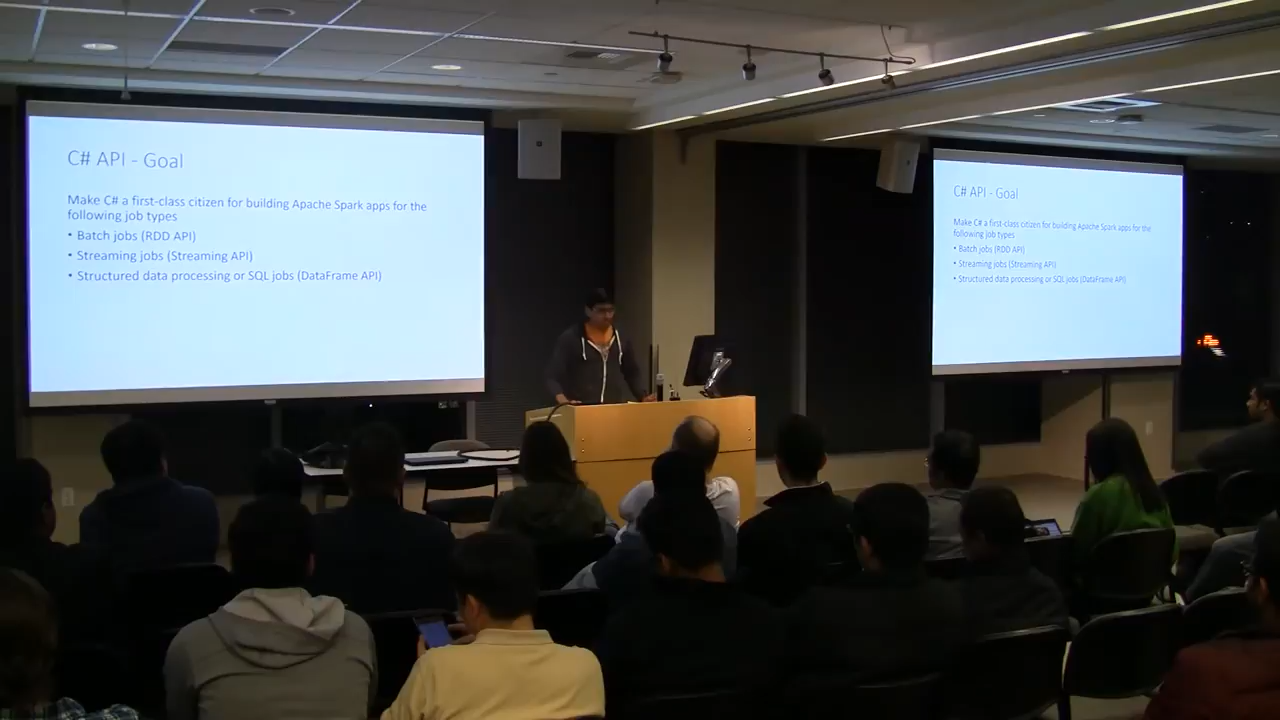 C# API - Goal
Make C# a first-class citizen for building Apache Spark apps for the
following job types
• Batch jobs (RDD API)
• Streaming jobs (Streaming API)
• Structured data processing or SQL jobs (DataFrame API)
C# API - Goal
Make C# a first-class citizen for building Apache Spark apps for the
following job types
• Batch jobs (RDD API)
• Streaming jobs (Streaming API)
• Structured data processing or SQL jobs (DataFrame API)